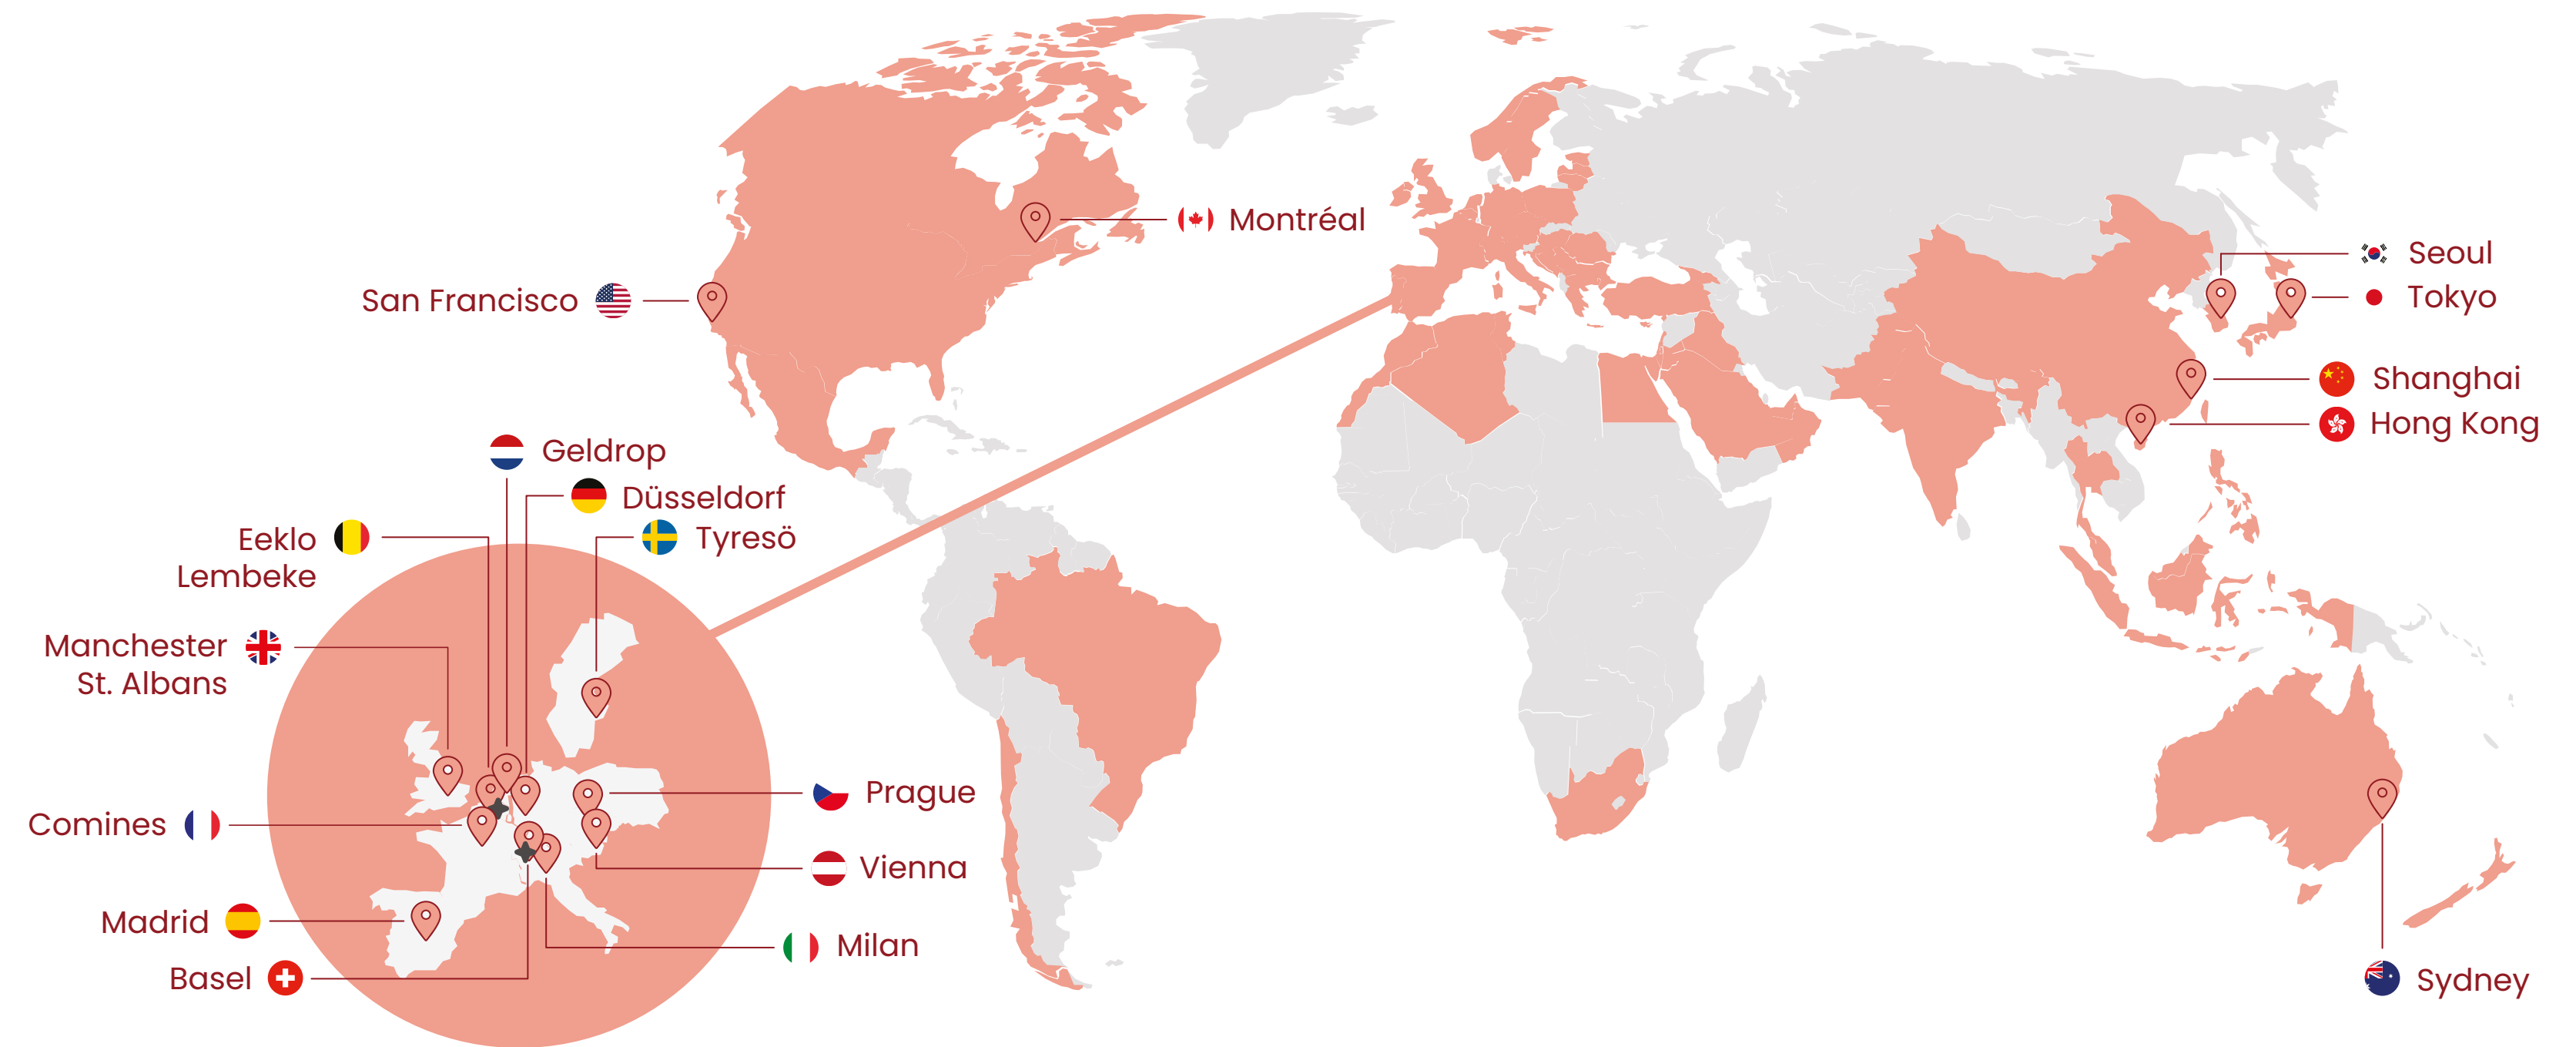 Montréal
San Francisco
Seoul
Tokyo
Shanghai
Hong Kong
Geldrop
Düsseldorf
Tyresö
Eeklo
Lembeke
Manchester
St. Albans
Comines
Madrid
Basel
Prague
Vienna
Milan
Sydney